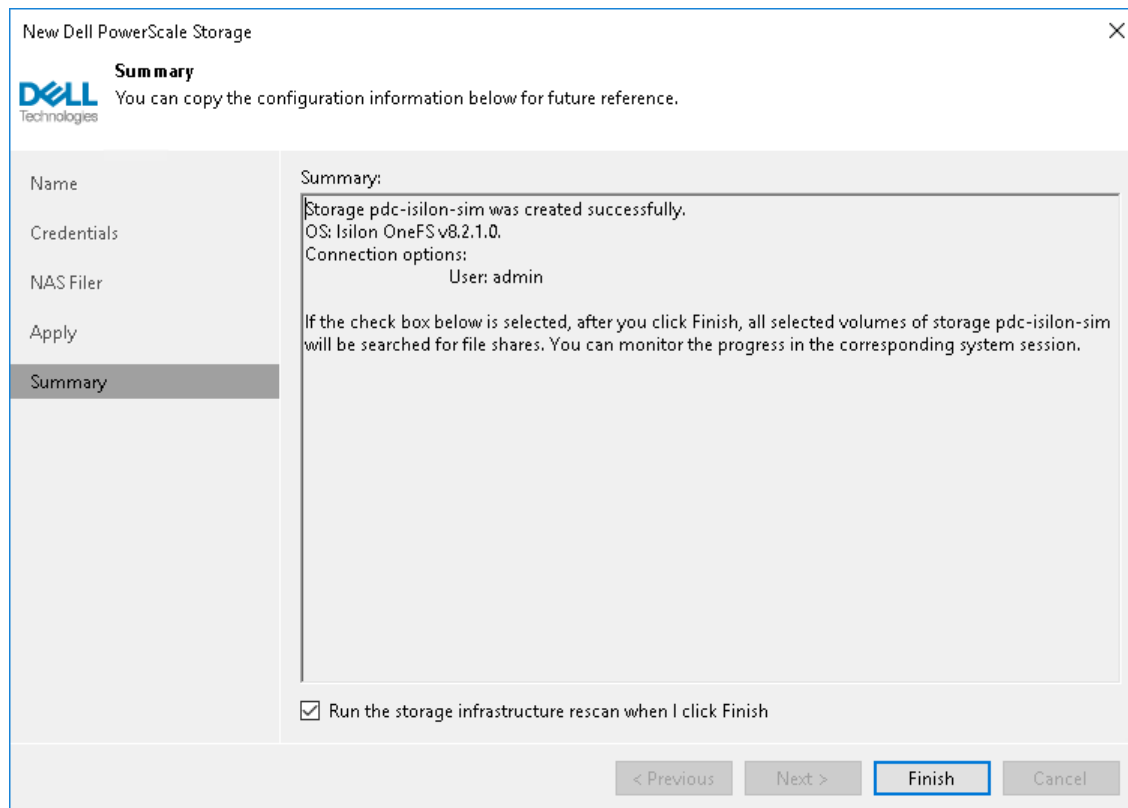 New Dell PowerScale Storage
DELL
Technologies
Summary
You can copy the configuration information below for future reference.
Name
Credentials
NAS Filer
Apply
Summary
Summary:
Storage pdc-isilon-sim was created successfully.
OS: Isilon OneFS v8.2.1.0.
Connection options:
User: admin
If the check box below is selected, after you click Finish, all selected volumes of storage pdc-isilon-sim
will be searched for file shares. You can monitor the progress in the corresponding system session.
Run the storage infrastructure rescan when I click Finish
< Previous
Next >
Finish
Cancel